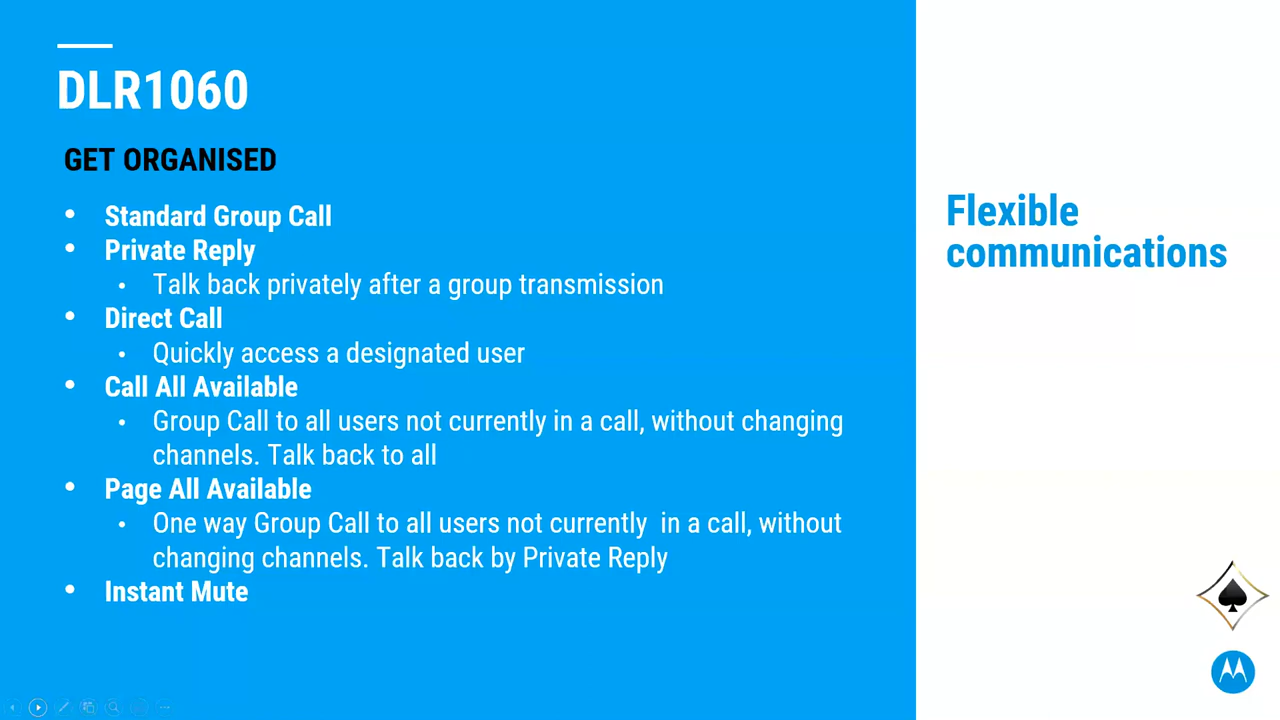 DLR1060
GET ORGANISED
• Standard Group Call
• Private Reply
• Talk back privately after a group transmission
• Direct Call
• Quickly access a designated user
• Call All Available
• Group Call to all users not currently in a call, without changing
channels. Talk back to all
• Page All Available
• One way Group Call to all users not currently  in a call, without
changing channels. Talk back by Private Reply
• Instant Mute
Flexible
communications